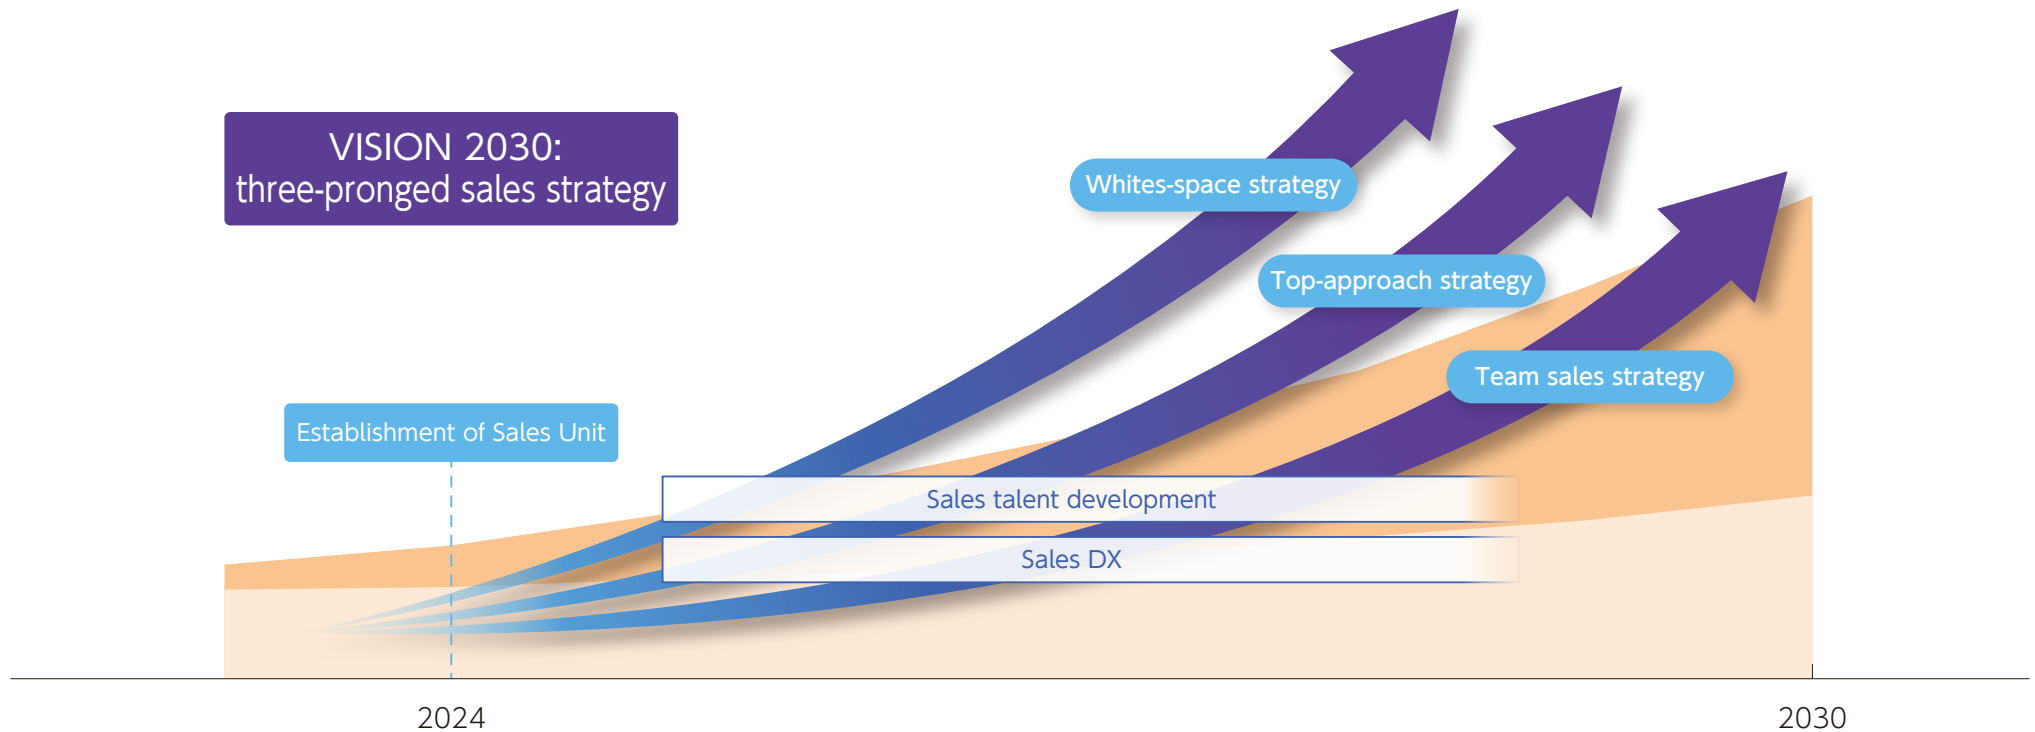 VISION 2030:
three-pronged sales strategy
Whites-space strategy
Top-approach strategy
Team sales strategy
Establishment of Sales Unit
Sales talent development
Sales DX
2024
2030